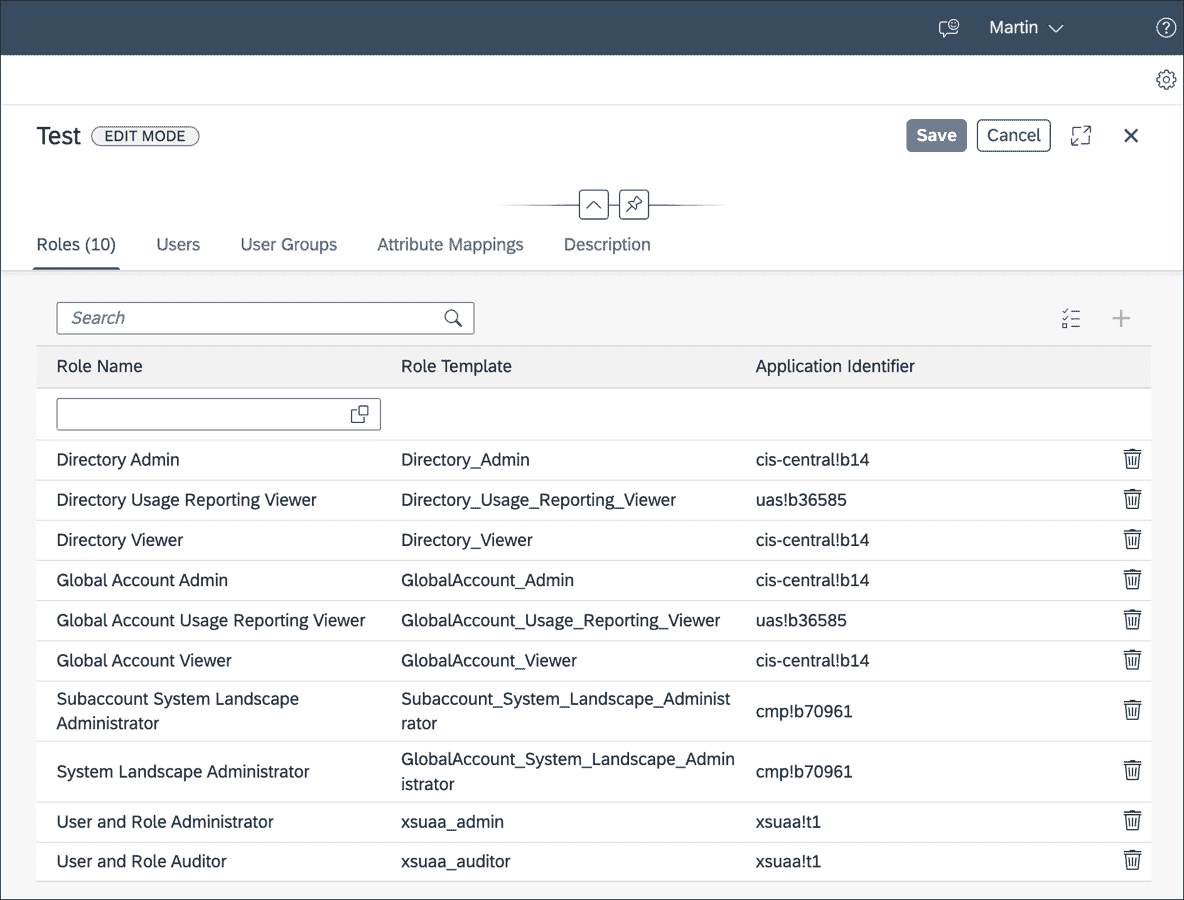 Martin
Test EDIT MODE Save Cancel
Roles (10) Users User Groups Attribute Mappings Description
Search
Role Name Role Template Application Identifier
Directory Admin Directory_Admin cis-central!b14
Directory Usage Reporting Viewer Directory_Usage_Reporting_Viewer uas!b36585
Directory Viewer Directory_Viewer cis-central!b14
Global Account Admin GlobalAccount_Admin cis-central!b14
Global Account Usage Reporting Viewer GlobalAccount_Usage_Reporting_Viewer uas!b36585
Global Account Viewer GlobalAccount_Viewer cis-central!b14
Subaccount System Landscape
Administrator
Subaccount_System_Landscape_Administ
rator
cmp!b70961
System Landscape Administrator
GlobalAccount_System_Landscape_Admin
istrator
cmp!b70961
User and Role Administrator xsuaa_admin xsuaa!t1
User and Role Auditor xsuaa_auditor xsuaa!t1